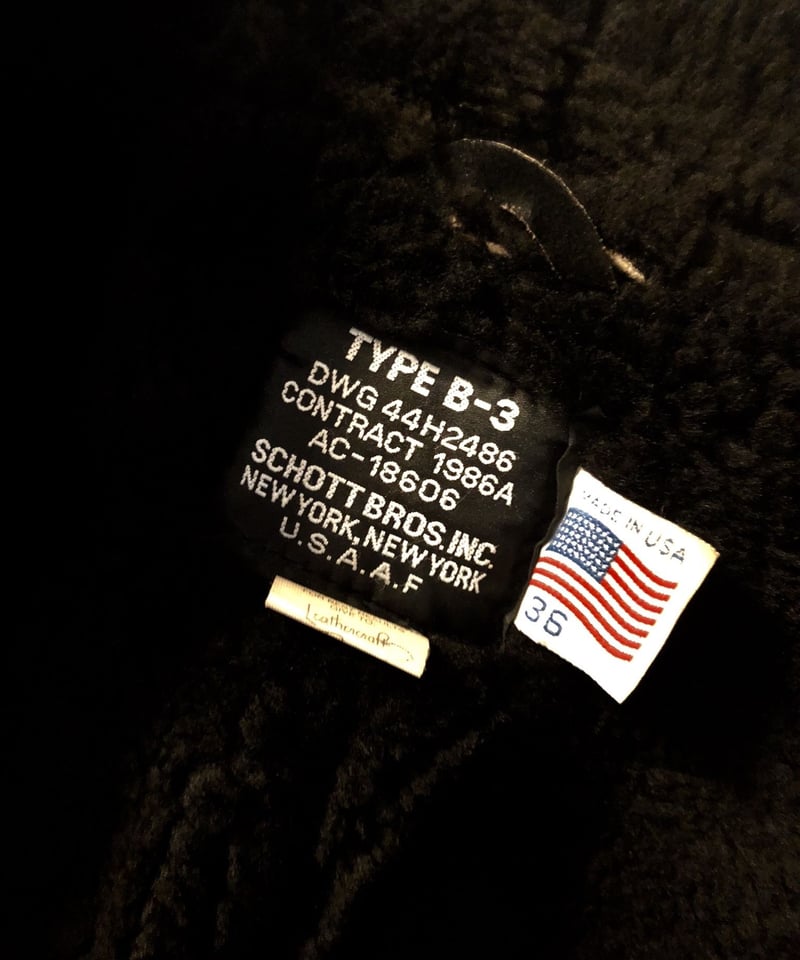 TYPE B-3
DWG 44H2486
CONTRACT 1986A
AC-18606
SCHOTT BROS.INC.
NEW YORK, NEW YORK
U.S.A.A.F
MADE IN USA
36
Leathercraft